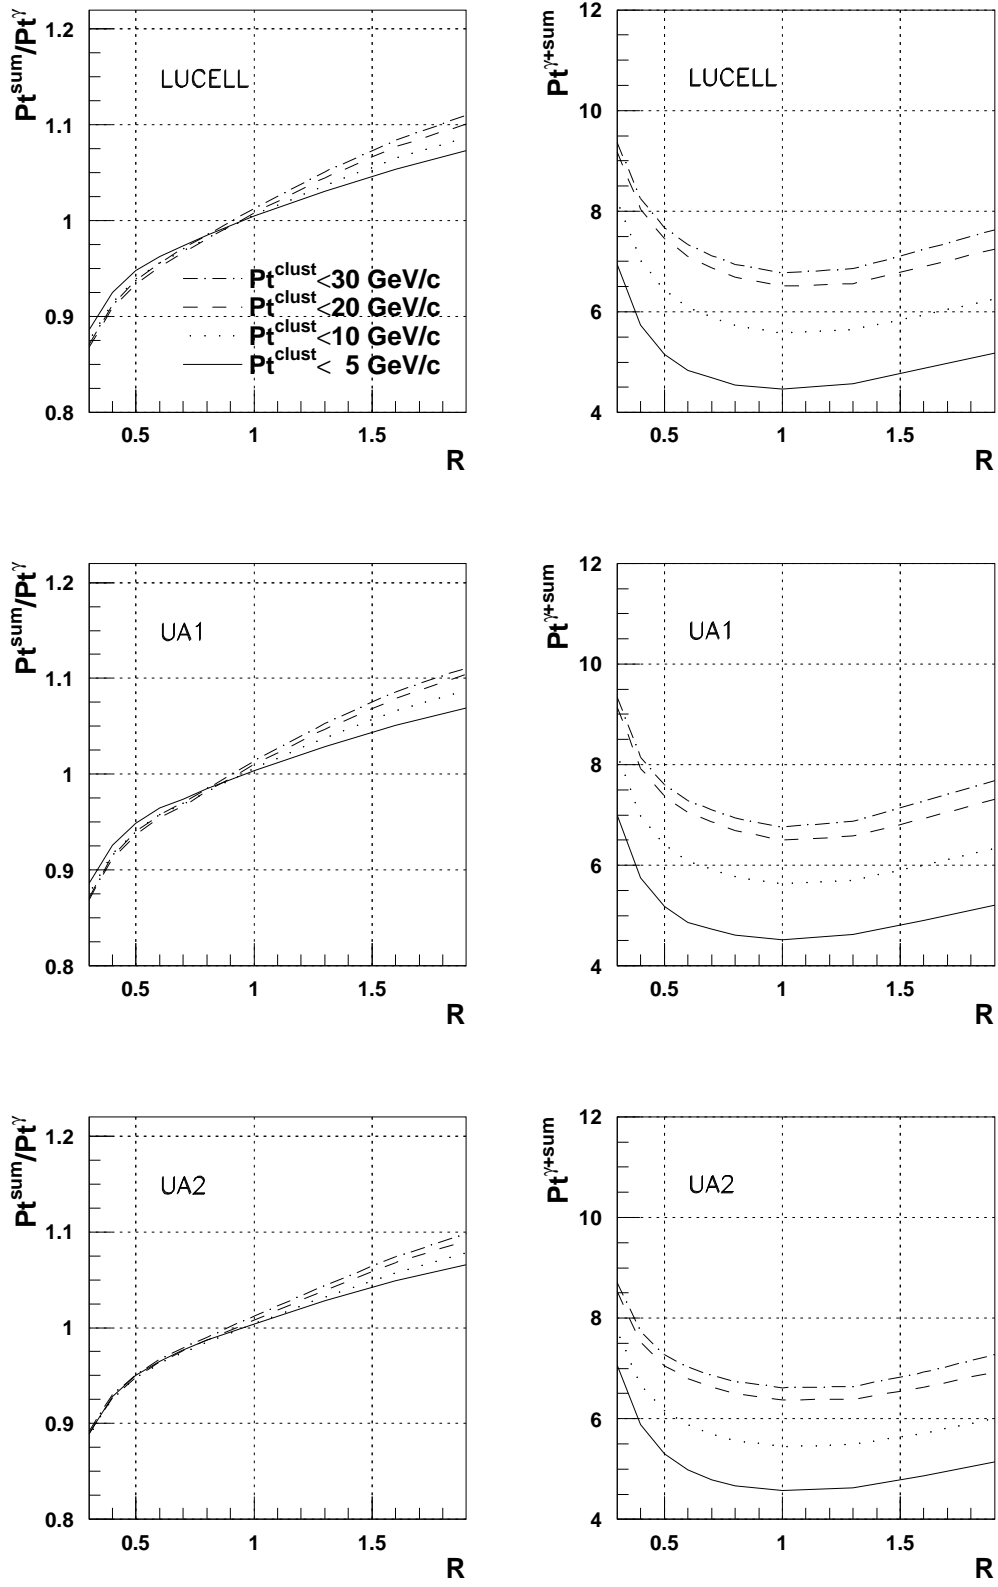 Pt^sum/Pt^γ
1.2
1.1
1
0.9
0.8
LUCELL
Pt^clust<30 GeV/c
Pt^clust<20 GeV/c
Pt^clust<10 GeV/c
Pt^clust< 5 GeV/c
0.5 1 1.5
R
Pt^γ+sum
12
10
8
6
4
LUCELL
0.5 1 1.5
R
Pt^sum/Pt^γ
1.2
1.1
1
0.9
0.8
UA1
0.5 1 1.5
R
Pt^γ+sum
12
10
8
6
4
UA1
0.5 1 1.5
R
Pt^sum/Pt^γ
1.2
1.1
1
0.9
0.8
UA2
0.5 1 1.5
R
Pt^γ+sum
12
10
8
6
4
UA2
0.5 1 1.5
R